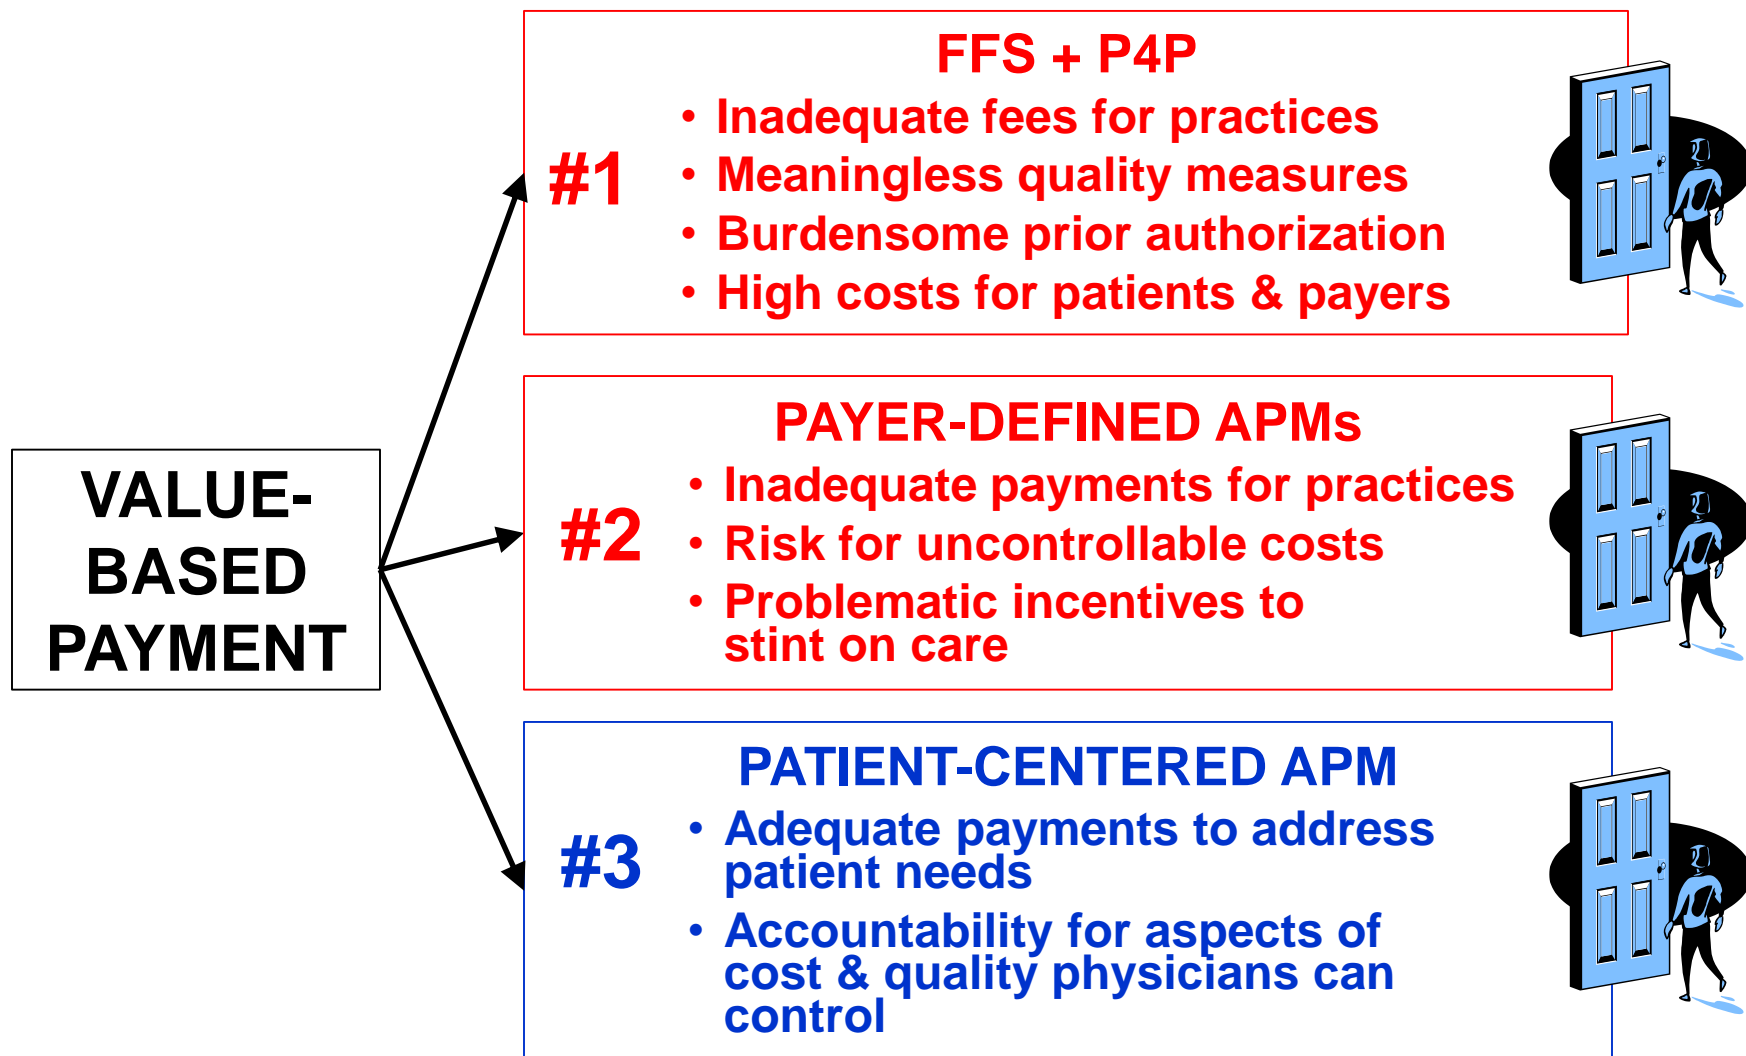 FFS + P4P
#1
• Inadequate fees for practices
• Meaningless quality measures
• Burdensome prior authorization
• High costs for patients & payers
VALUE-
BASED
PAYMENT
PAYER-DEFINED APMs
#2
• Inadequate payments for practices
• Risk for uncontrollable costs
• Problematic incentives to
stint on care
PATIENT-CENTERED APM
#3
• Adequate payments to address
patient needs
• Accountability for aspects of
cost & quality physicians can
control